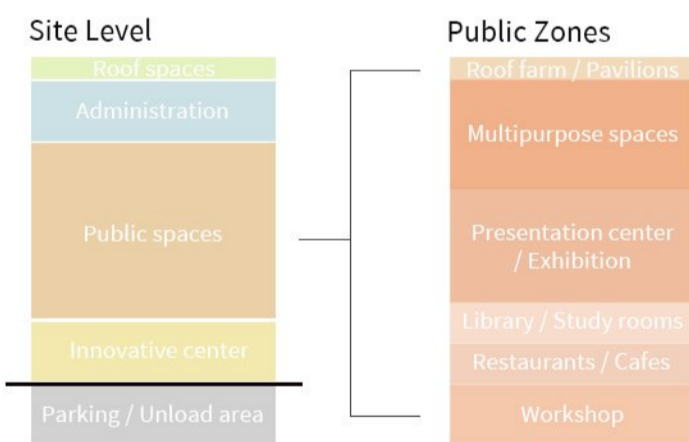 Site Level
Roof spaces
Administration
Public spaces
Innovative center
Parking / Unload area
Public Zones
Roof farm / Pavilions
Multipurpose spaces
Presentation center
/ Exhibition
Library / Study rooms
Restaurants / Cafes
Workshop